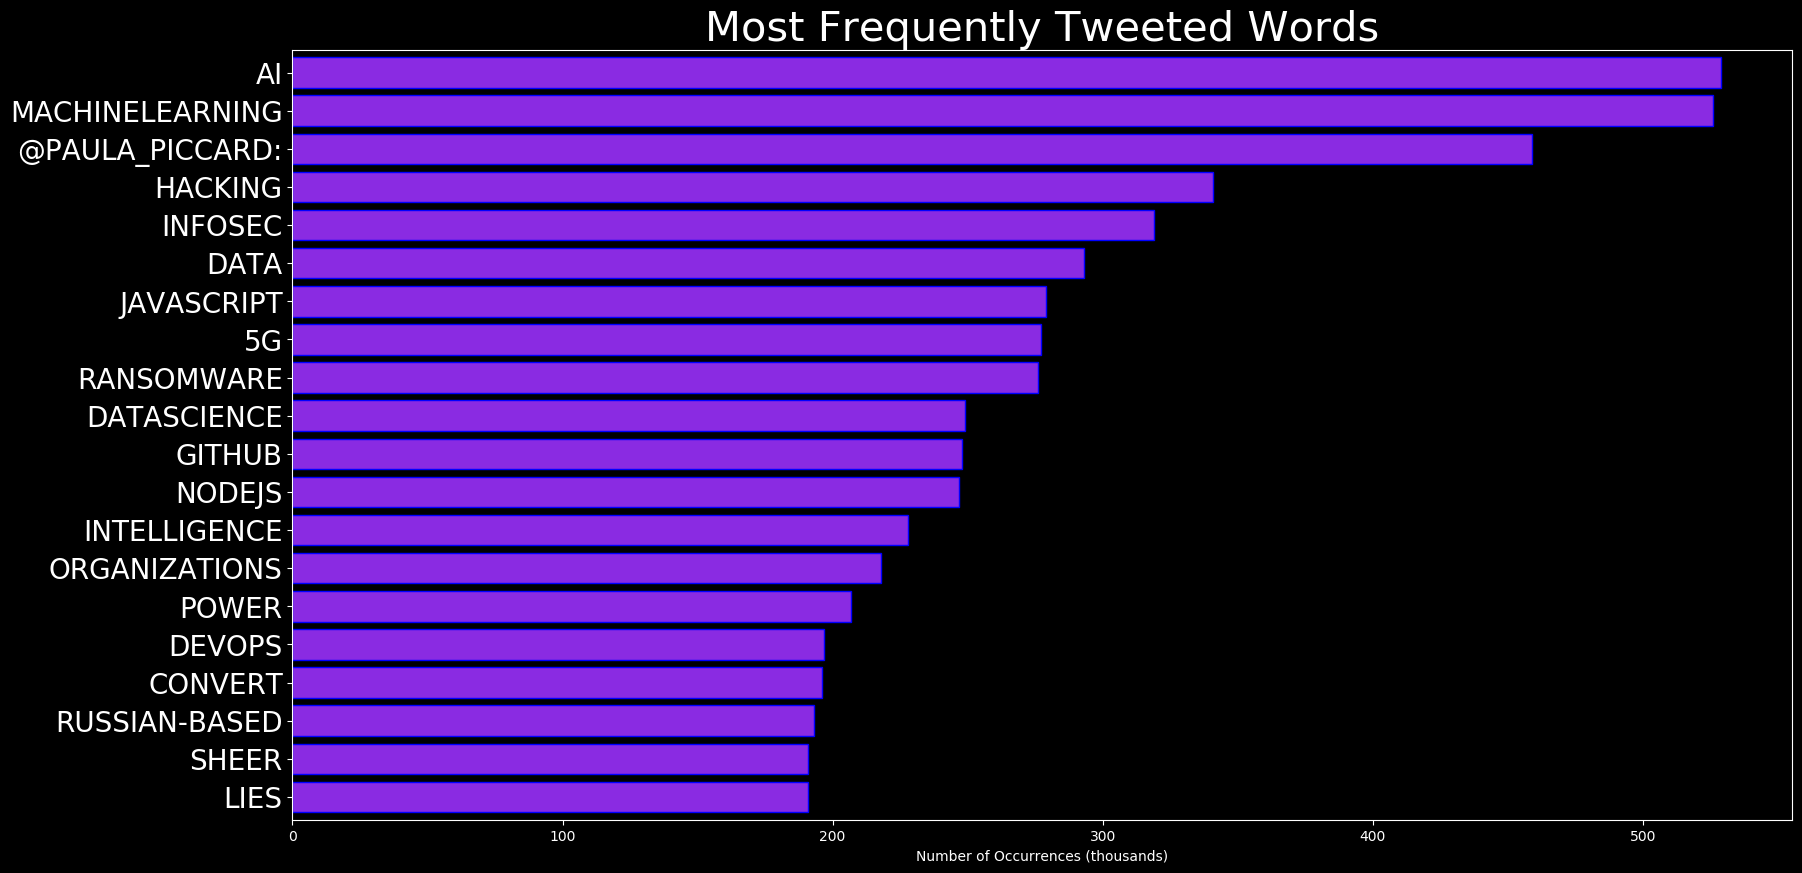 Most Frequently Tweeted Words
AI
MACHINELEARNING
@PAULA_PICCARD:
HACKING
INFOSEC
DATA
JAVASCRIPT
5G
RANSOMWARE
DATASCIENCE
GITHUB
NODEJS
INTELLIGENCE
ORGANIZATIONS
POWER
DEVOPS
CONVERT
RUSSIAN-BASED
SHEER
LIES
0 100 200 300 400 500
Number of Occurrences (thousands)